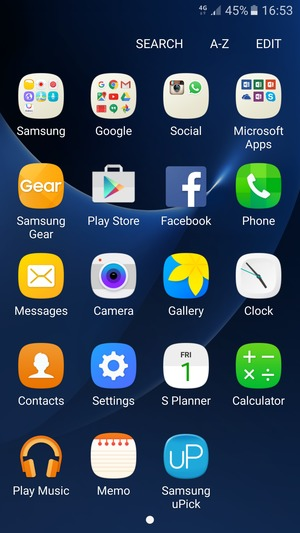 4G 45% 16:53
SEARCH A-Z EDIT
Samsung Google Social Microsoft
Apps
Gear
Samsung Play Store Facebook Phone
Gear
Messages Camera Gallery Clock
FRI
1
Contacts Settings S Planner Calculator
uP
Play Music Memo Samsung
uPick